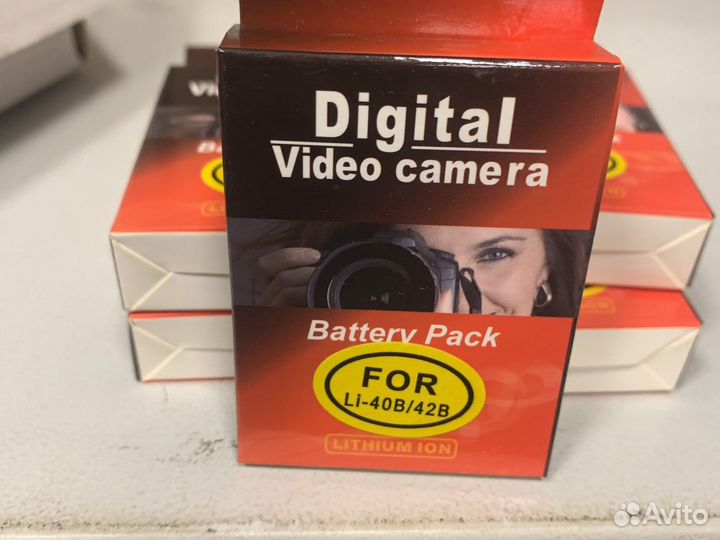 Digital
Video camera
Battery Pack
FOR
Li-40B/42B
LITHIUM ION
Avito